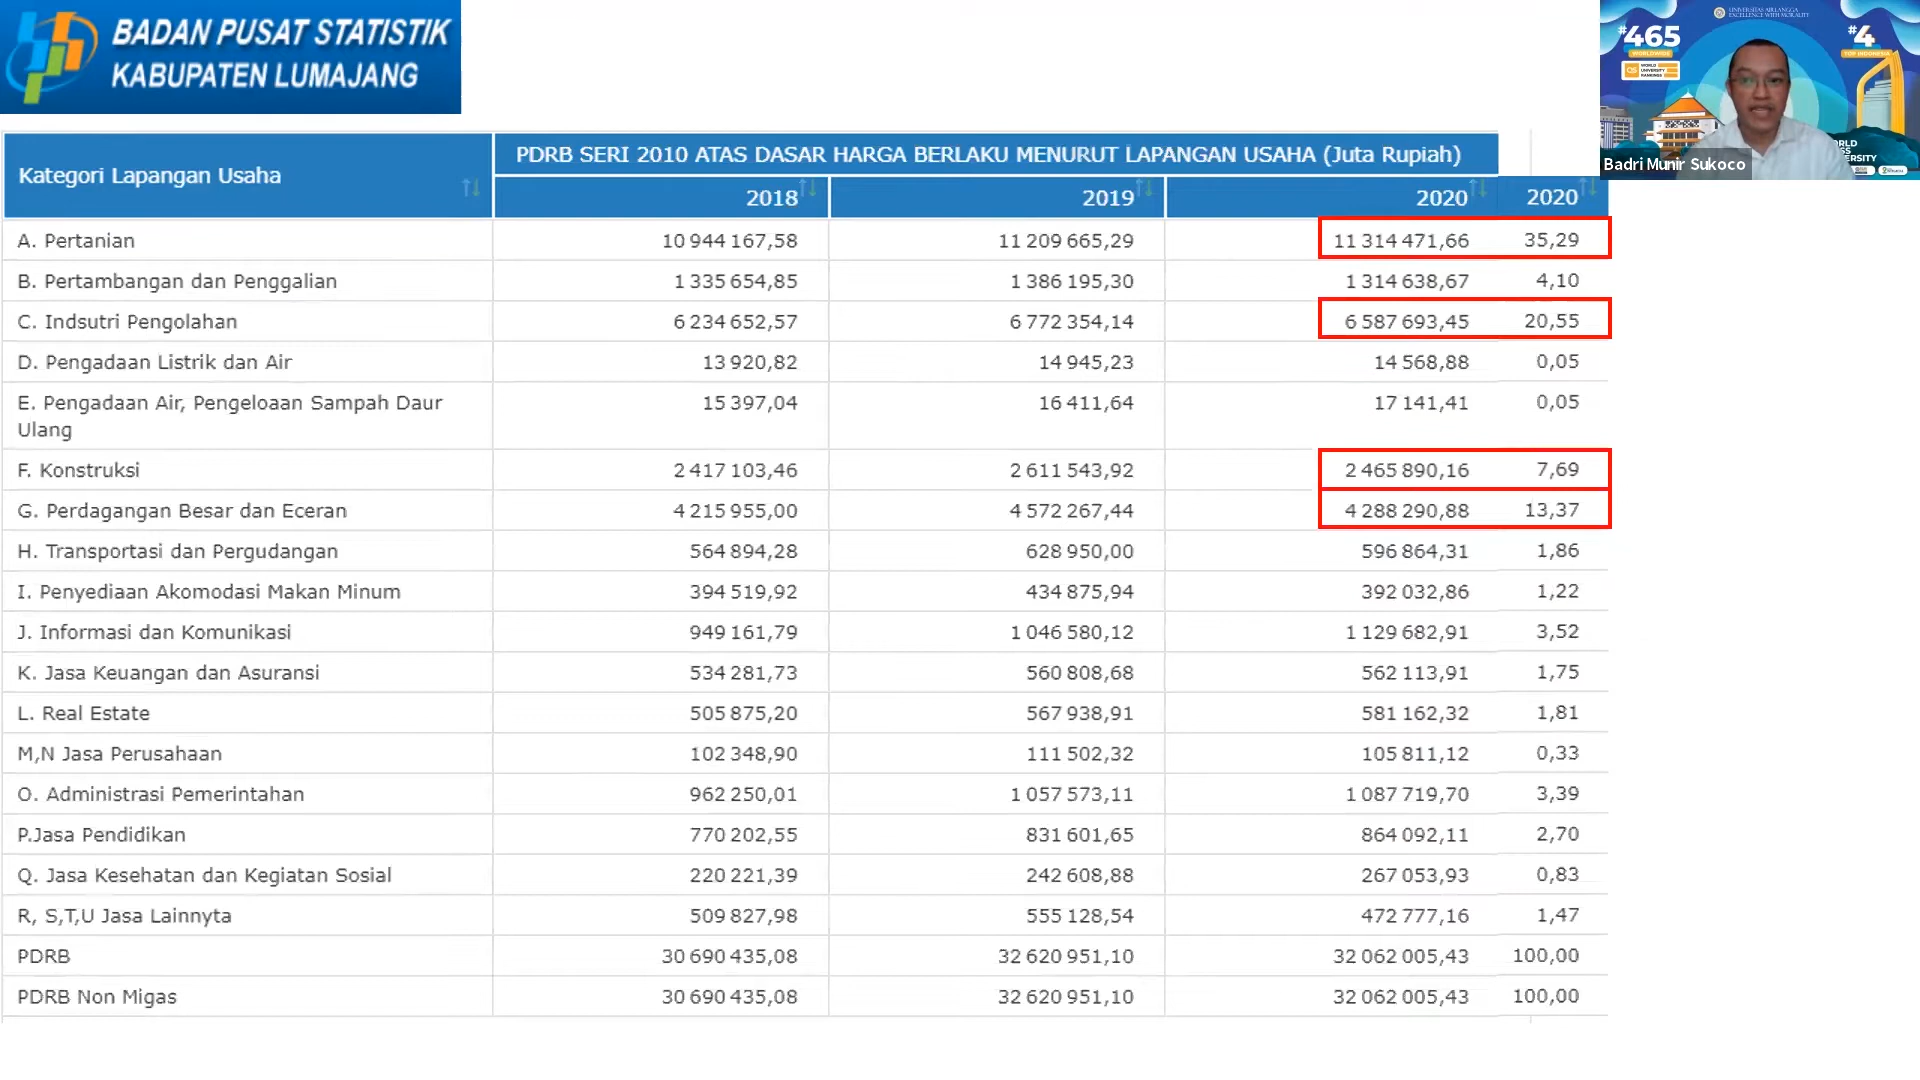 BADAN PUSAT STATISTIK
KABUPATEN LUMAJANG
UNIVERSITAS AIRLANGGA
EXCELLENCE WITH MORALITY
#465
WORLDWIDE
QS WORLD UNIVERSITY RANKINGS
#4
TOP INDONESIA
Badri Munir Sukoco
Kategori Lapangan Usaha
PDRB SERI 2010 ATAS DASAR HARGA BERLAKU MENURUT LAPANGAN USAHA (Juta Rupiah)
2018 2019 2020 2020
A. Pertanian 10 944 167,58 11 209 665,29 11 314 471,66 35,29
B. Pertambangan dan Penggalian 1 335 654,85 1 386 195,30 1 314 638,67 4,10
C. Indsutri Pengolahan 6 234 652,57 6 772 354,14 6 587 693,45 20,55
D. Pengadaan Listrik dan Air 13 920,82 14 945,23 14 568,88 0,05
E. Pengadaan Air, Pengeloaan Sampah Daur 15 397,04 16 411,64 17 141,41 0,05
Ulang
F. Konstruksi 2 417 103,46 2 611 543,92 2 465 890,16 7,69
G. Perdagangan Besar dan Eceran 4 215 955,00 4 572 267,44 4 288 290,88 13,37
H. Transportasi dan Pergudangan 564 894,28 628 950,00 596 864,31 1,86
I. Penyediaan Akomodasi Makan Minum 394 519,92 434 875,94 392 032,86 1,22
J. Informasi dan Komunikasi 949 161,79 1 046 580,12 1 129 682,91 3,52
K. Jasa Keuangan dan Asuransi 534 281,73 560 808,68 562 113,91 1,75
L. Real Estate 505 875,20 567 938,91 581 162,32 1,81
M,N Jasa Perusahaan 102 348,90 111 502,32 105 811,12 0,33
O. Administrasi Pemerintahan 962 250,01 1 057 573,11 1 087 719,70 3,39
P.Jasa Pendidikan 770 202,55 831 601,65 864 092,11 2,70
Q. Jasa Kesehatan dan Kegiatan Sosial 220 221,39 242 608,88 267 053,93 0,83
R, S,T,U Jasa Lainnyta 509 827,98 555 128,54 472 777,16 1,47
PDRB 30 690 435,08 32 620 951,10 32 062 005,43 100,00
PDRB Non Migas 30 690 435,08 32 620 951,10 32 062 005,43 100,00